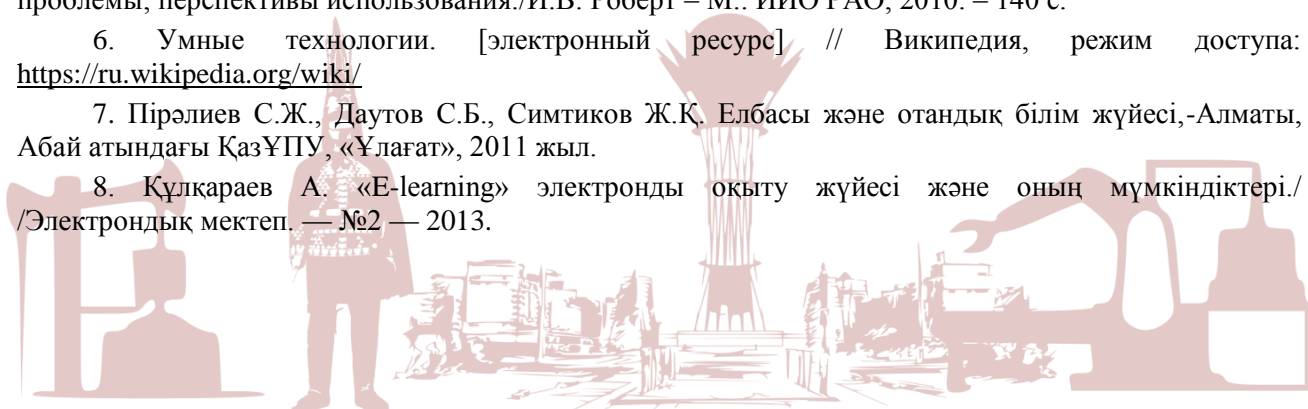 проблемы, перспективы использования./И.В. Роберт – М.: ИИО РАО, 2010. – 140 с.
6. Умные технологии. [электронный ресурс] // Википедия, режим доступа:
https://ru.wikipedia.org/wiki/
7. Пірәлиев С.Ж., Даутов С.Б., Симтиков Ж.Қ. Елбасы және отандық білім жүйесі,-Алматы,
Абай атындағы ҚазҰПУ, «Ұлағат», 2011 жыл.
8. Құлқараев А. «E-learning» электронды оқыту жүйесі және оның мүмкіндіктері./
/Электрондық мектеп. — №2 — 2013.